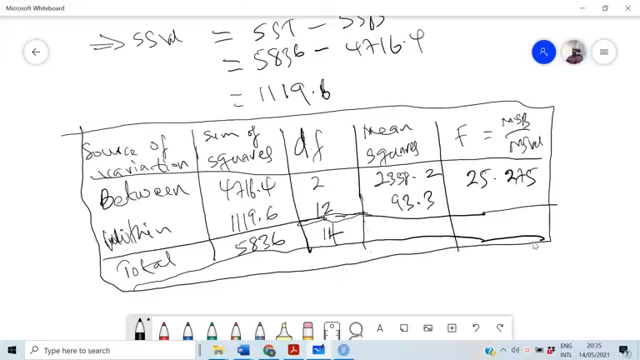 Microsoft Whiteboard
⟹ SSW = SST − SSB
= 5836 − 4716.4
= 1119.6
Source of variation | sum of squares | df | mean squares | F = MSB/MSW
Between | 4716.4 | 2 | 2358.2 | 25.275
Within | 1119.6 | 12 | 93.3
Total | 5836 | 14
Type here to search
ENG 20:35
INTL 14/05/2021